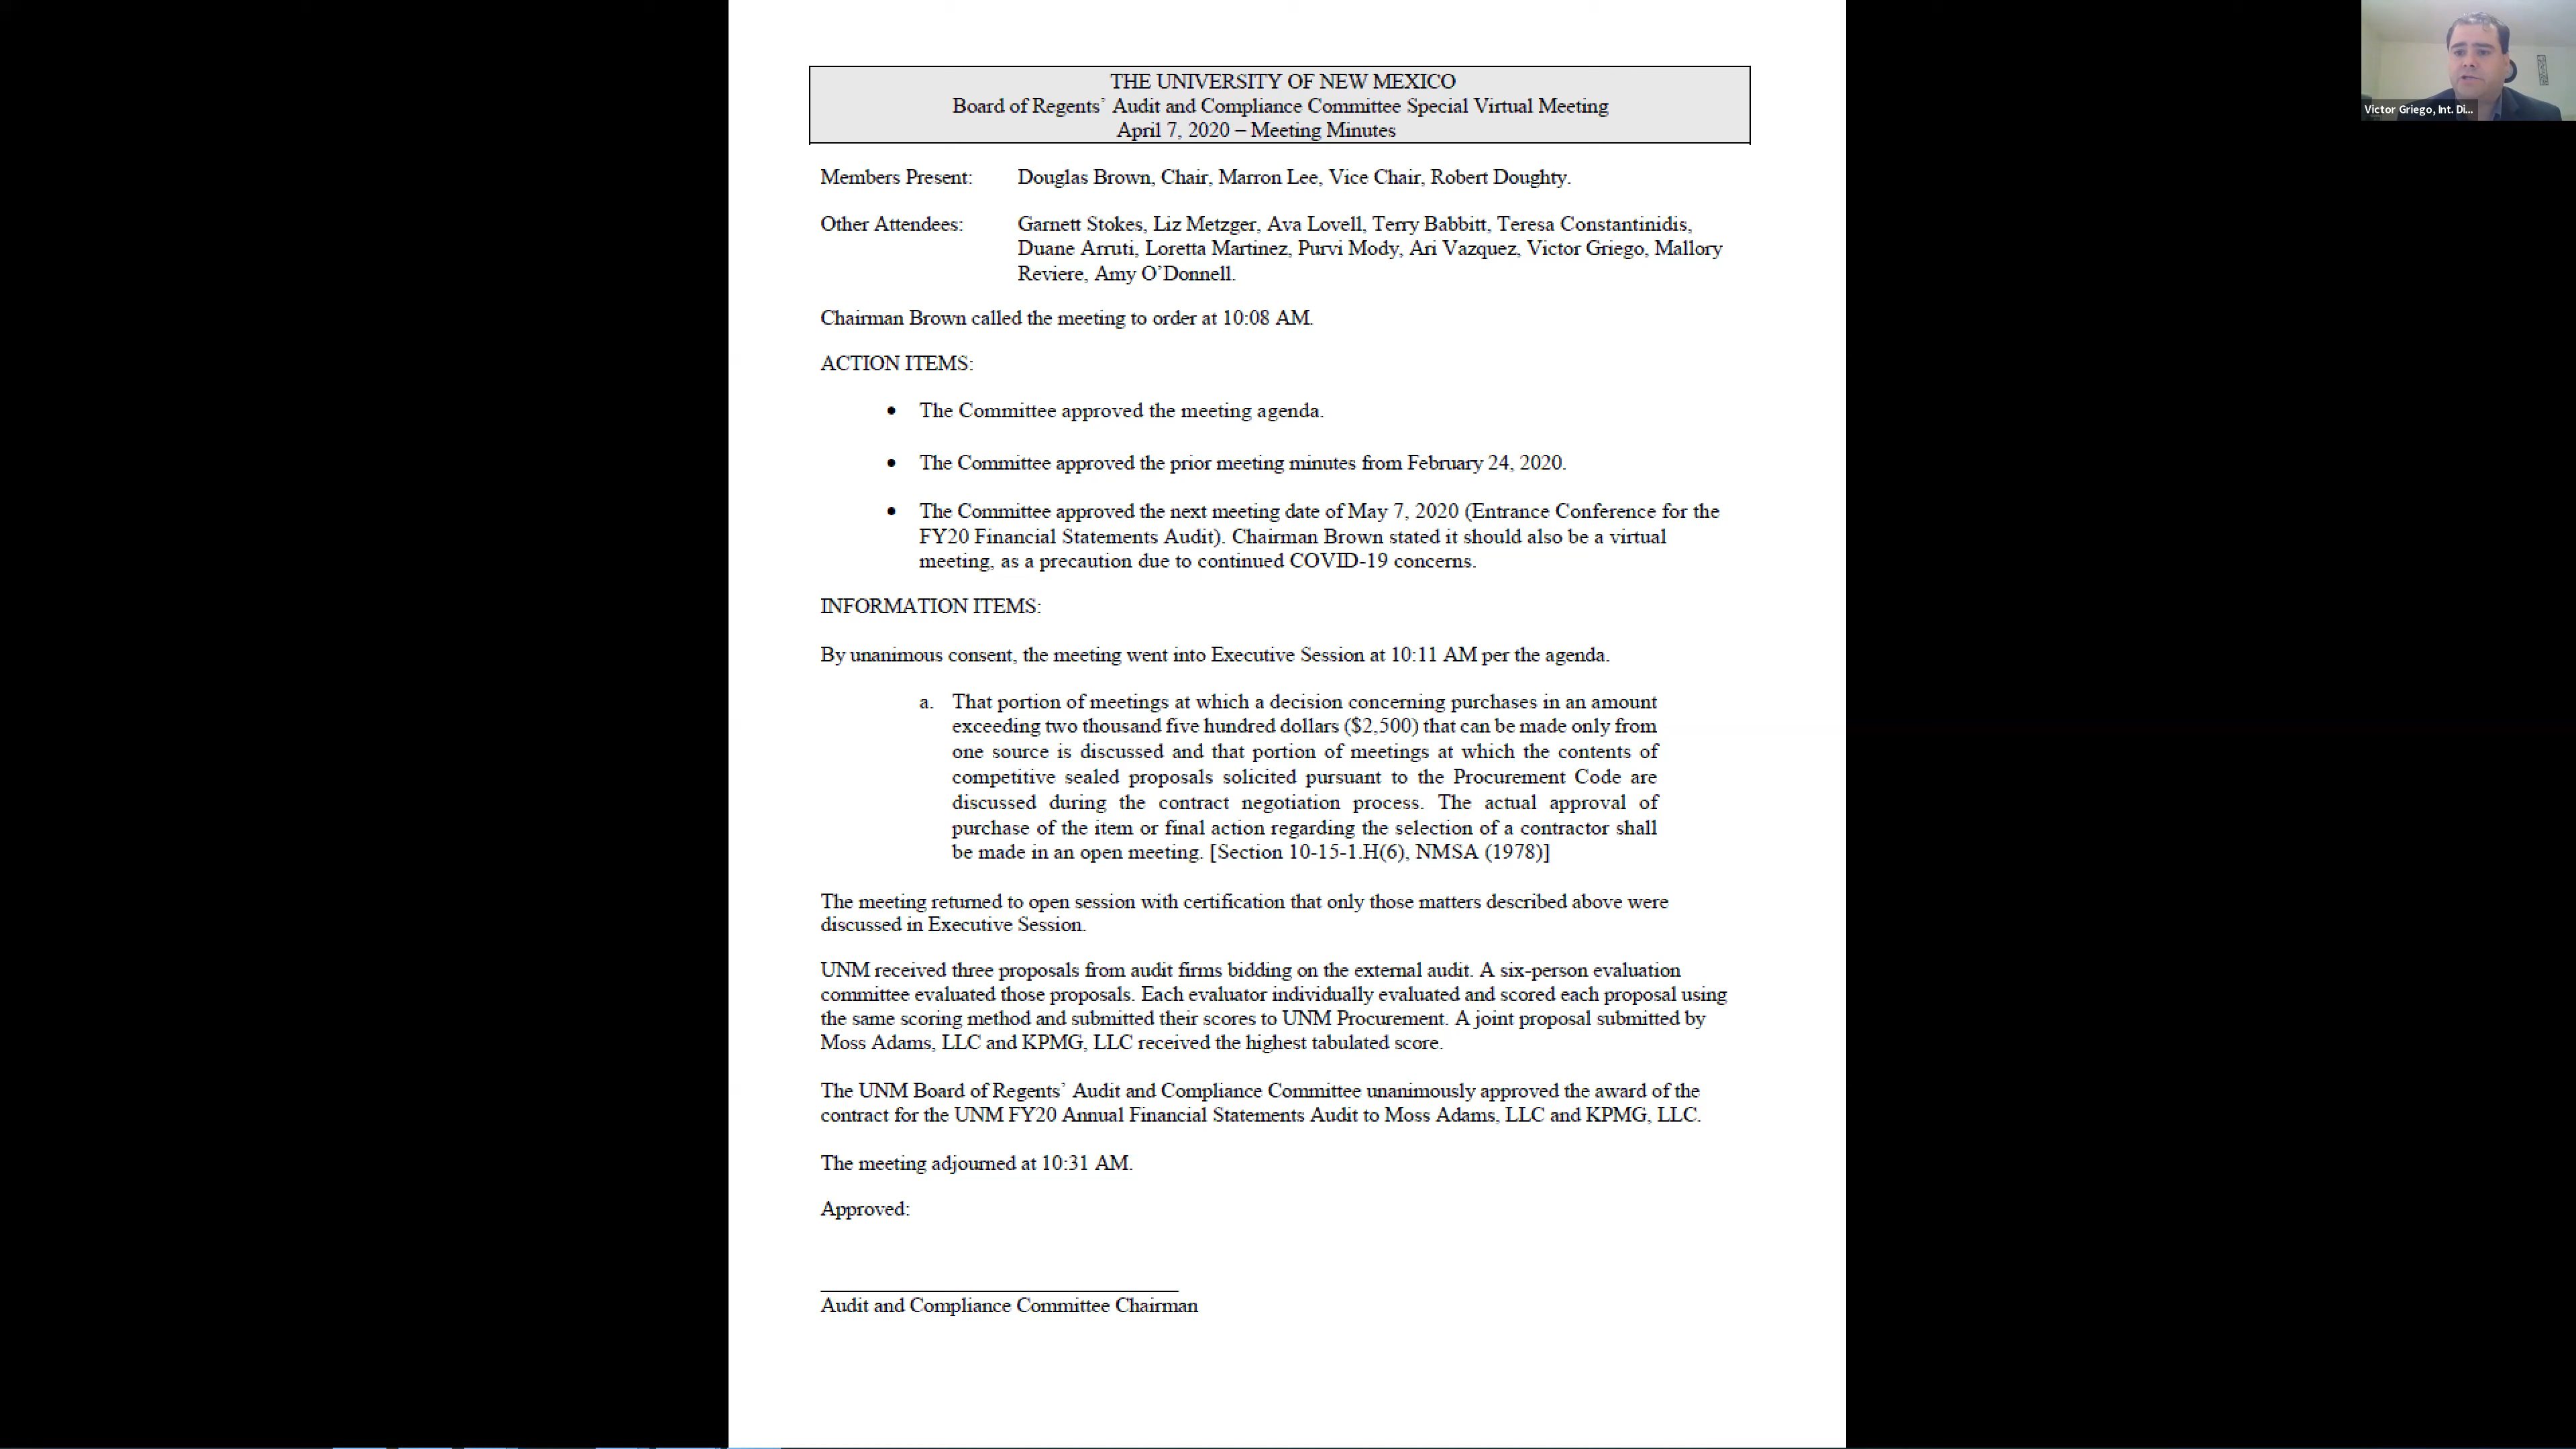 THE UNIVERSITY OF NEW MEXICO
Board of Regents’ Audit and Compliance Committee Special Virtual Meeting
April 7, 2020 – Meeting Minutes
Members Present: Douglas Brown, Chair, Marron Lee, Vice Chair, Robert Doughty.
Other Attendees: Garnett Stokes, Liz Metzger, Ava Lovell, Terry Babbitt, Teresa Constantinidis,
Duane Arruti, Loretta Martinez, Purvi Mody, Ari Vazquez, Victor Griego, Mallory
Reviere, Amy O’Donnell.
Chairman Brown called the meeting to order at 10:08 AM.
ACTION ITEMS:
• The Committee approved the meeting agenda.
• The Committee approved the prior meeting minutes from February 24, 2020.
• The Committee approved the next meeting date of May 7, 2020 (Entrance Conference for the
FY20 Financial Statements Audit). Chairman Brown stated it should also be a virtual
meeting, as a precaution due to continued COVID-19 concerns.
INFORMATION ITEMS:
By unanimous consent, the meeting went into Executive Session at 10:11 AM per the agenda.
a. That portion of meetings at which a decision concerning purchases in an amount
exceeding two thousand five hundred dollars ($2,500) that can be made only from
one source is discussed and that portion of meetings at which the contents of
competitive sealed proposals solicited pursuant to the Procurement Code are
discussed during the contract negotiation process. The actual approval of
purchase of the item or final action regarding the selection of a contractor shall
be made in an open meeting. [Section 10-15-1.H(6), NMSA (1978)]
The meeting returned to open session with certification that only those matters described above were
discussed in Executive Session.
UNM received three proposals from audit firms bidding on the external audit. A six-person evaluation
committee evaluated those proposals. Each evaluator individually evaluated and scored each proposal using
the same scoring method and submitted their scores to UNM Procurement. A joint proposal submitted by
Moss Adams, LLC and KPMG, LLC received the highest tabulated score.
The UNM Board of Regents’ Audit and Compliance Committee unanimously approved the award of the
contract for the UNM FY20 Annual Financial Statements Audit to Moss Adams, LLC and KPMG, LLC.
The meeting adjourned at 10:31 AM.
Approved:
Audit and Compliance Committee Chairman
Victor Griego, Int. Di...